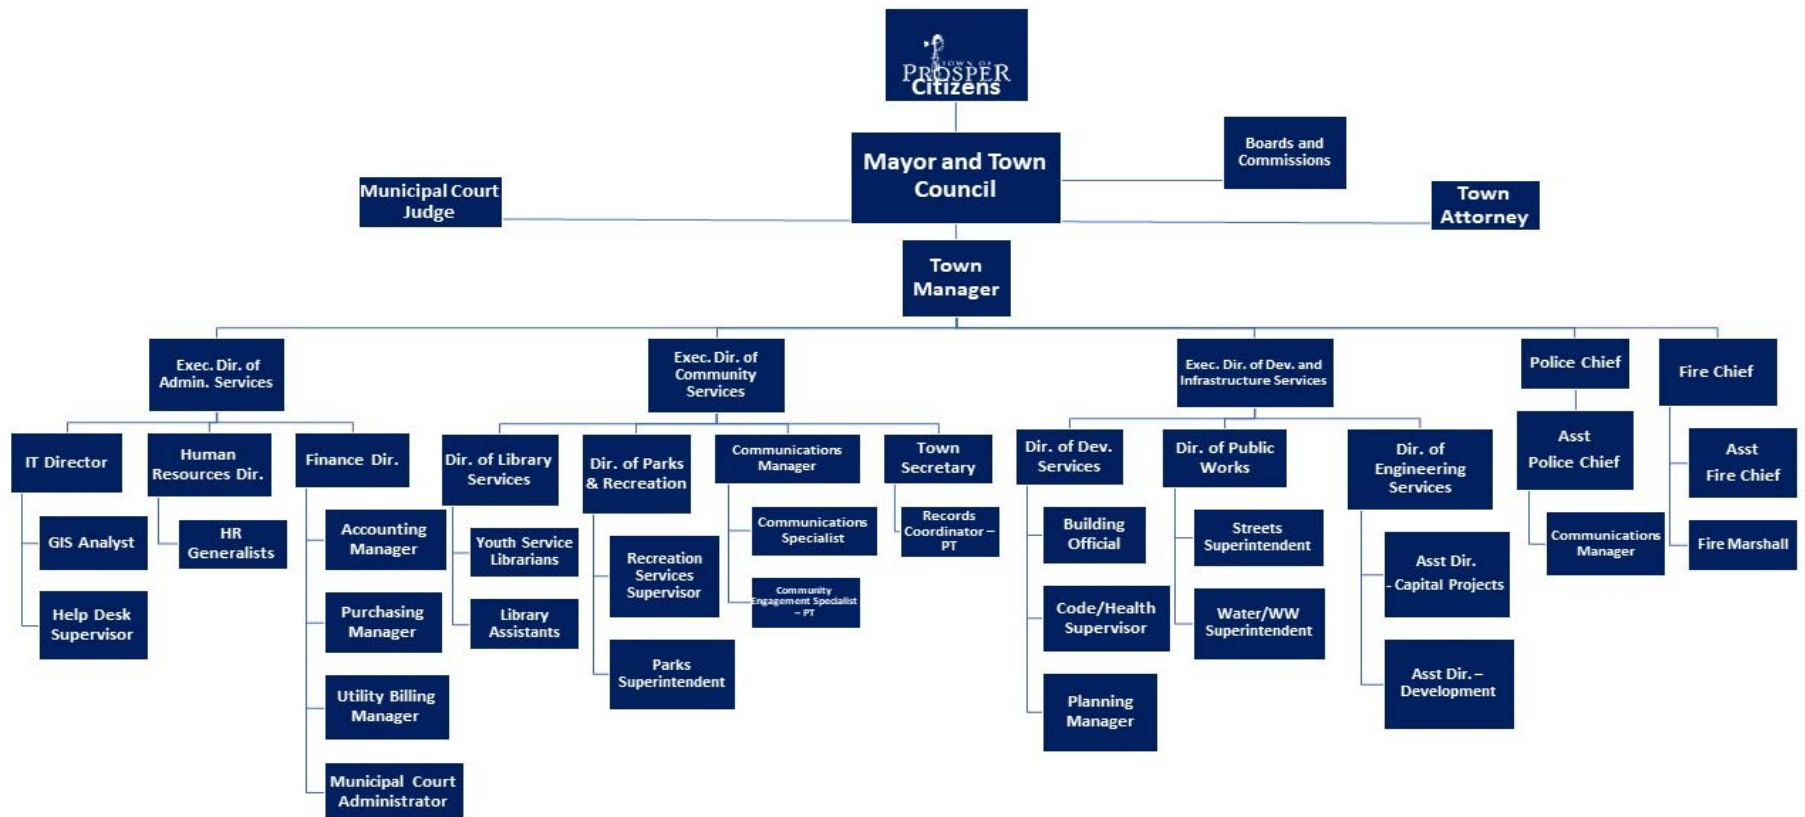 TOWN OF
PROSPER
Citizens
Mayor and Town
Council
Boards and
Commissions
Municipal Court
Judge
Town
Attorney
Town
Manager
Exec. Dir. of
Admin. Services
Exec. Dir. of
Community
Services
Exec. Dir. of Dev. and
Infrastructure Services
Police Chief
Fire Chief
IT Director
GIS Analyst
Help Desk
Supervisor
Human
Resources Dir.
HR
Generalists
Finance Dir.
Accounting
Manager
Purchasing
Manager
Utility Billing
Manager
Municipal Court
Administrator
Dir. of Library
Services
Youth Service
Librarians
Library
Assistants
Dir. of Parks
& Recreation
Recreation
Services
Supervisor
Parks
Superintendent
Communications
Manager
Communications
Specialist
Community
Engagement Specialist
– PT
Town
Secretary
Records
Coordinator –
PT
Dir. of Dev.
Services
Building
Official
Code/Health
Supervisor
Planning
Manager
Dir. of Public
Works
Streets
Superintendent
Water/WW
Superintendent
Dir. of
Engineering
Services
Asst Dir.
- Capital Projects
Asst Dir. –
Development
Asst
Police Chief
Communications
Manager
Asst
Fire Chief
Fire Marshall